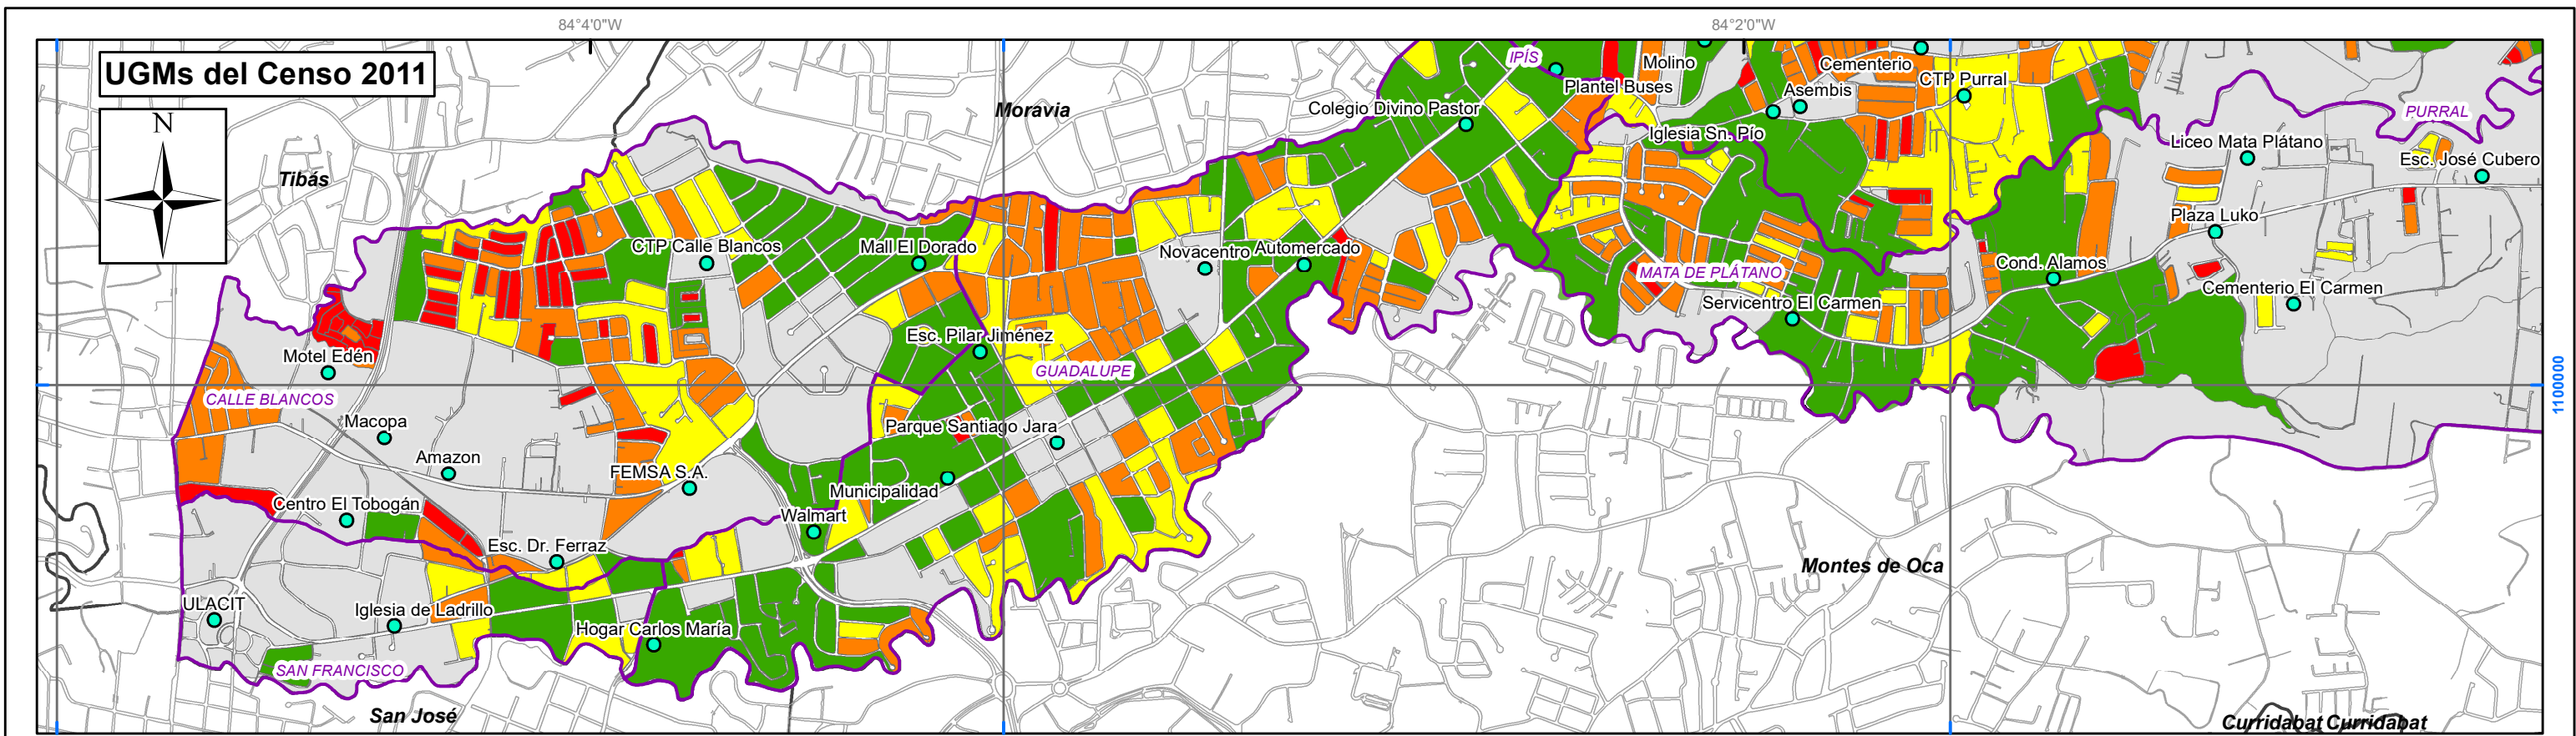 84°4'0"W
84°2'0"W
UGMs del Censo 2011
N
Tibás
Moravia
IPÍS
Molino
Plantel Buses
Cementerio
CTP Purral
Asembis
Colegio Divino Pastor
Iglesia Sn. Pío
PURRAL
Liceo Mata Plátano
Esc. José Cubero
Plaza Luko
CTP Calle Blancos
Mall El Dorado
Novacentro
Automercado
MATA DE PLÁTANO
Cond. Alamos
Servicentro El Carmen
Cementerio El Carmen
Motel Edén
Esc. Pilar Jiménez
GUADALUPE
CALLE BLANCOS
1100000
Macopa
Parque Santiago Jara
Amazon
FEMSA S.A.
Municipalidad
Centro El Tobogán
Walmart
Esc. Dr. Ferraz
Montes de Oca
ULACIT
Iglesia de Ladrillo
Hogar Carlos María
SAN FRANCISCO
San José
Curridabat Curridabat